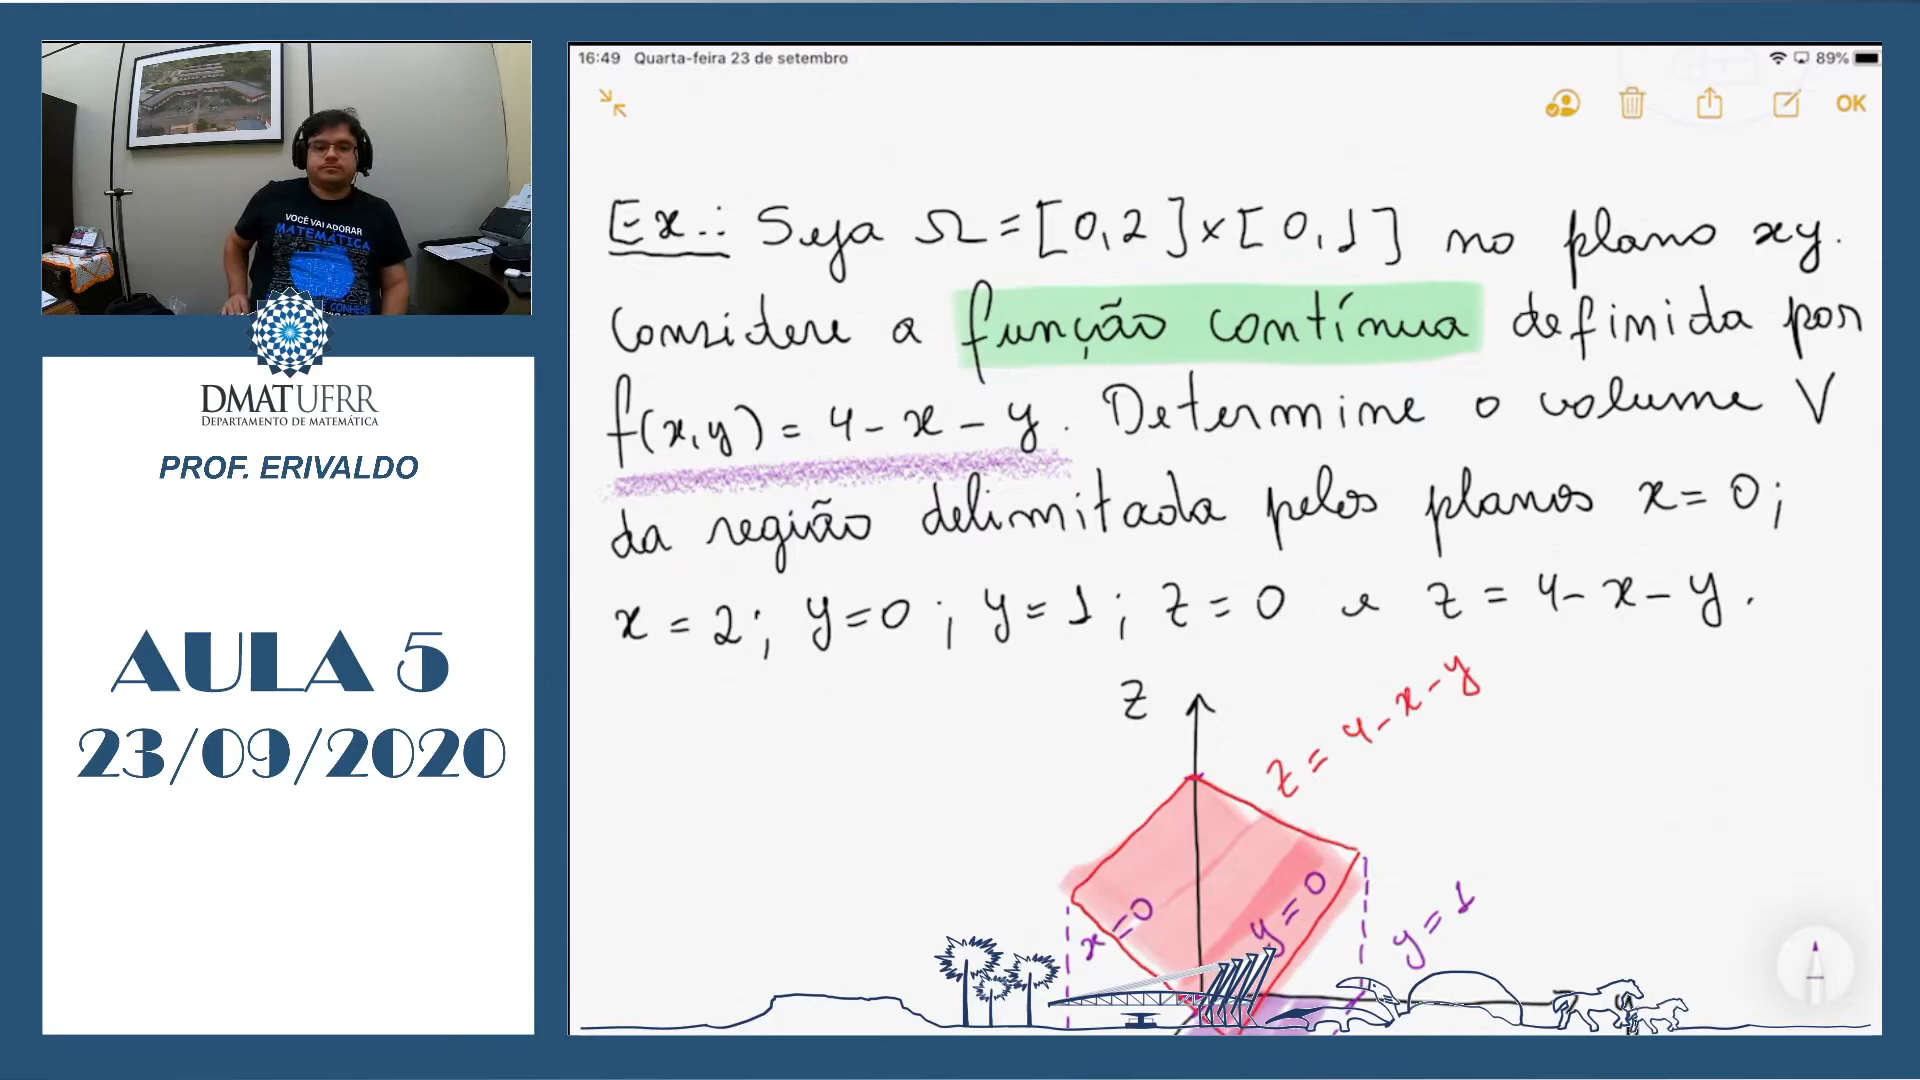 16:49 Quarta-feira 23 de setembro
89%
OK
VOCÊ VAI ADORAR
MATEMÁTICA
DMATUFRR
DEPARTAMENTO DE MATEMÁTICA
PROF. ERIVALDO
AULA 5
23/09/2020
Ex.: Seja Ω = [0,2] × [0,1] no plano xy.
Considere a função contínua definida por
f(x,y) = 4 - x - y. Determine o volume V
da região delimitada pelos planos x = 0;
x = 2; y = 0; y = 1; z = 0 e z = 4 - x - y.
z
z = 4 - x - y
x = 0
y = 0
y = 1